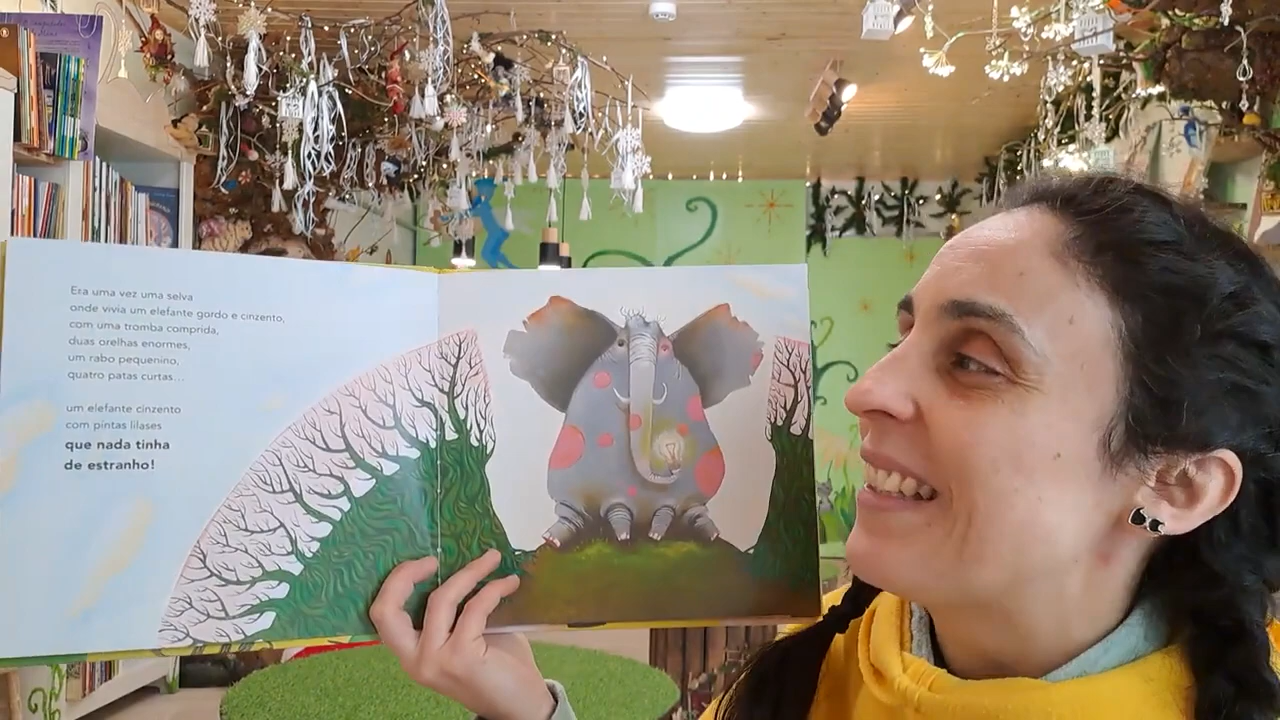 Era uma vez uma selva
onde vivia um elefante gordo e cinzento,
com uma tromba comprida,
duas orelhas enormes,
um rabo pequenino,
quatro patas curtas...
um elefante cinzento
com pintas lilases
que nada tinha
de estranho!